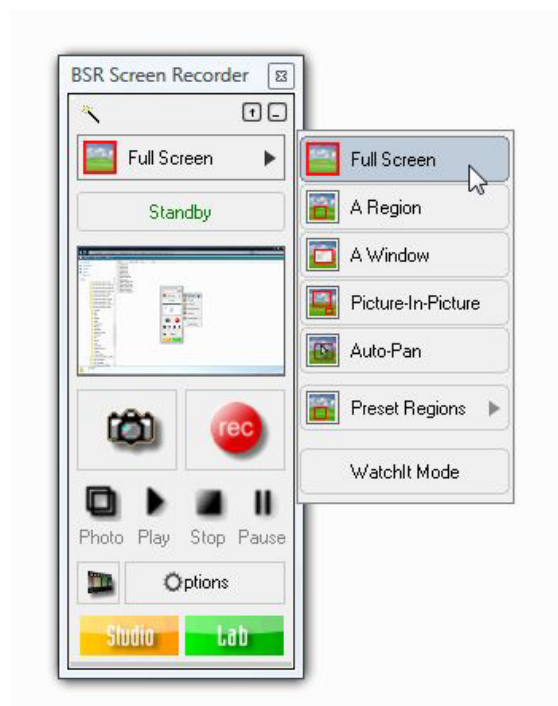 BSR Screen Recorder
Full Screen
Standby
rec
Photo Play Stop Pause
Options
Studio Lab
Full Screen
A Region
A Window
Picture-In-Picture
Auto-Pan
Preset Regions
WatchIt Mode